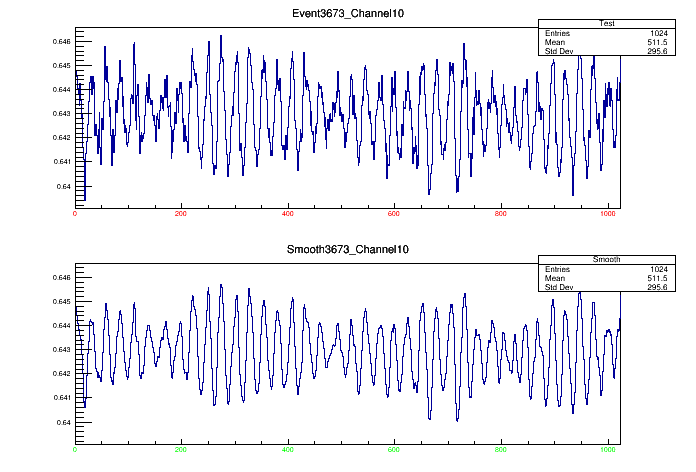 Event3673_Channel10
Test
Entries 1024
Mean 511.5
Std Dev 295.6
0.646
0.645
0.644
0.643
0.642
0.641
0.64
0 200 400 600 800 1000
Smooth3673_Channel10
Smooth
Entries 1024
Mean 511.5
Std Dev 295.6
0.646
0.645
0.644
0.643
0.642
0.641
0.64
0 200 400 600 800 1000